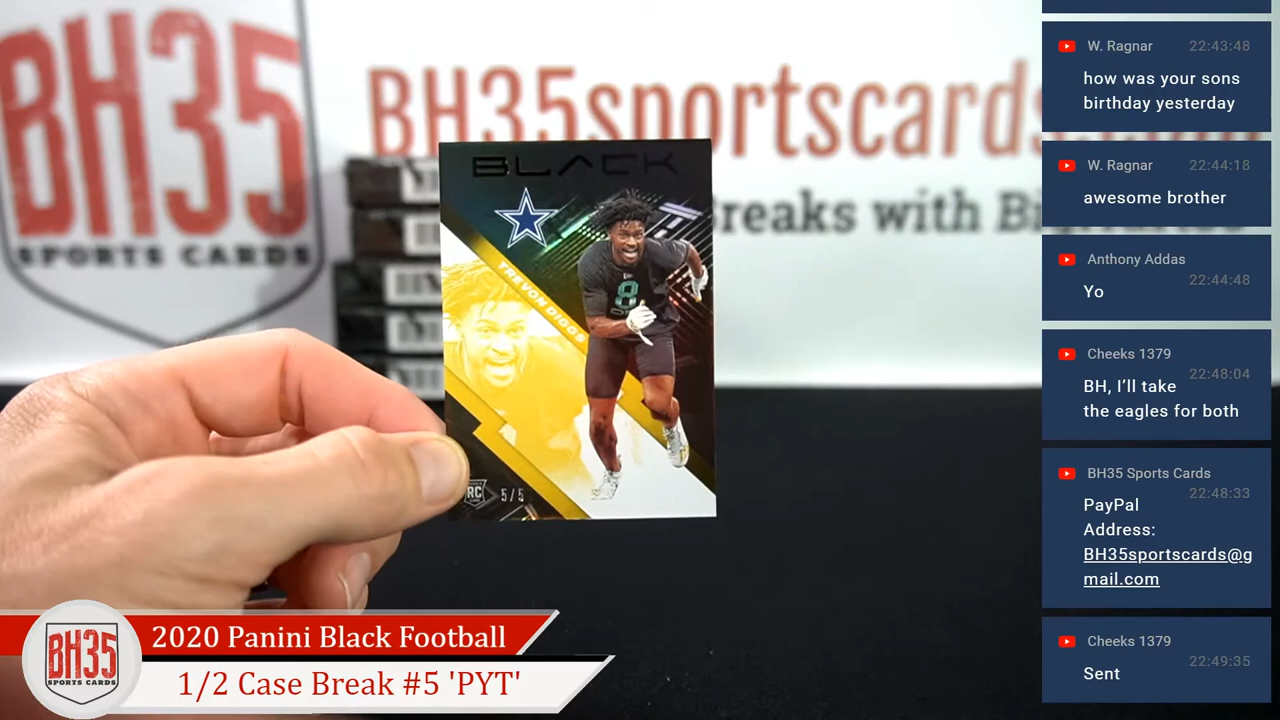 BH35
SPORTS CARDS
BH35sportscards.
Breaks with Bi
BLACK
TREVON DIGGS
8
RC
5/5
BH35
SPORTS CARDS
2020 Panini Black Football
1/2 Case Break #5 'PYT'
W. Ragnar 22:43:48
how was your sons
birthday yesterday
W. Ragnar 22:44:18
awesome brother
Anthony Addas 22:44:48
Yo
Cheeks 1379
22:48:04
BH, I’ll take
the eagles for both
BH35 Sports Cards
22:48:33
PayPal
Address:
BH35sportscards@g
mail.com
Cheeks 1379
22:49:35
Sent